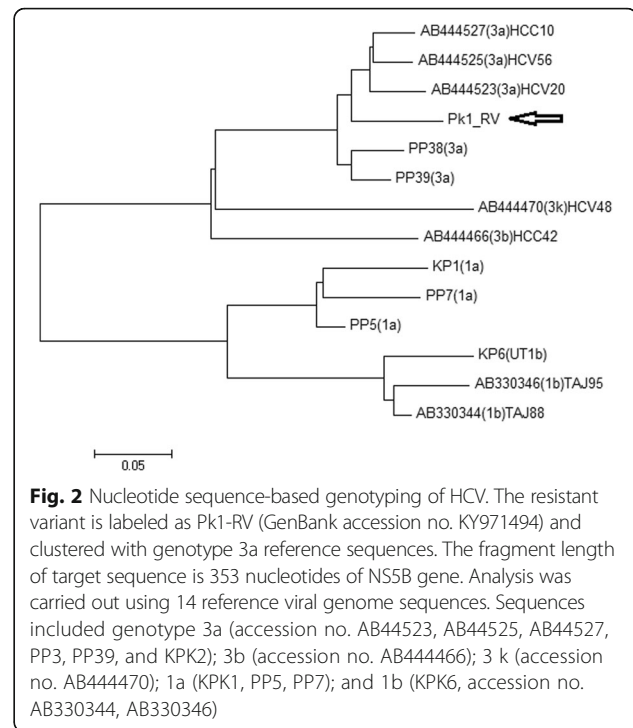 AB444527(3a)HCC10
AB444525(3a)HCV56
AB444523(3a)HCV20
Pk1_RV
PP38(3a)
PP39(3a)
AB444470(3k)HCV48
AB444466(3b)HCC42
KP1(1a)
PP7(1a)
PP5(1a)
KP6(UT1b)
AB330346(1b)TAJ95
AB330344(1b)TAJ88
0.05
Fig. 2 Nucleotide sequence-based genotyping of HCV. The resistant
variant is labeled as Pk1-RV (GenBank accession no. KY971494) and
clustered with genotype 3a reference sequences. The fragment length
of target sequence is 353 nucleotides of NS5B gene. Analysis was
carried out using 14 reference viral genome sequences. Sequences
included genotype 3a (accession no. AB44523, AB44525, AB44527,
PP3, PP39, and KPK2); 3b (accession no. AB444466); 3 k (accession
no. AB444470); 1a (KPK1, PP5, PP7); and 1b (KPK6, accession no.
AB330344, AB330346)